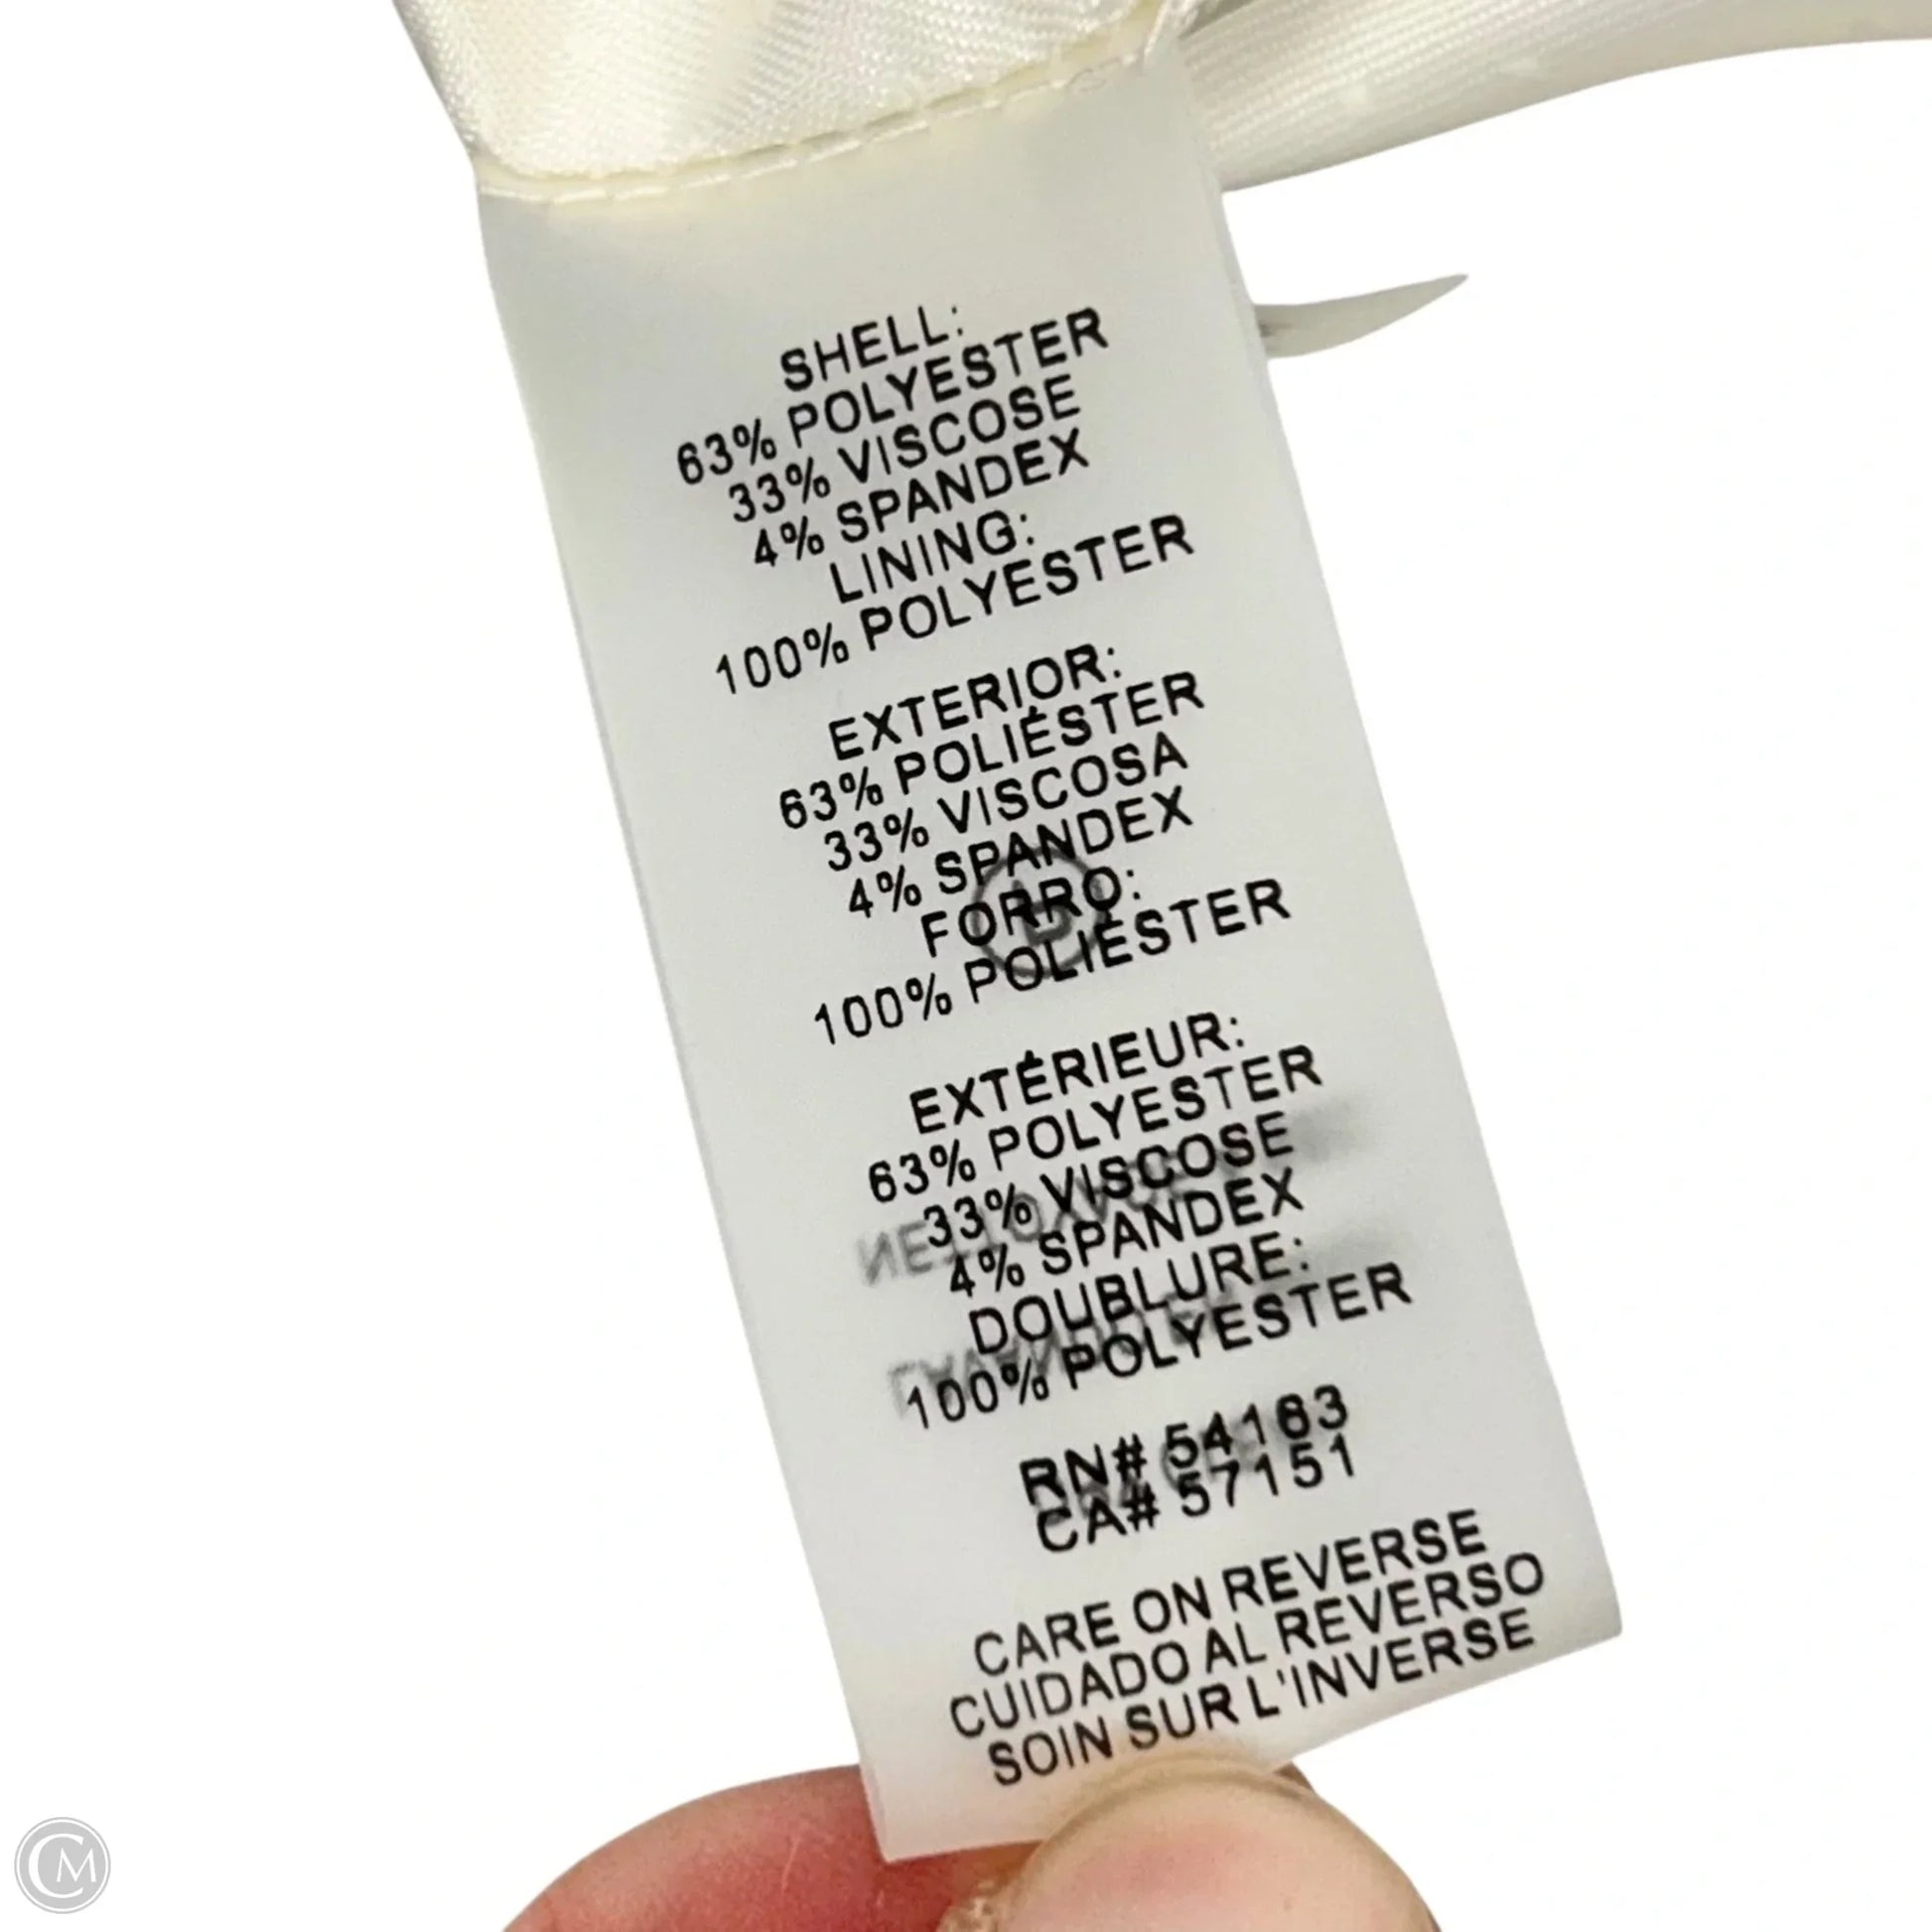 SHELL:
63% POLYESTER
33% VISCOSE
4% SPANDEX
LINING:
100% POLYESTER
EXTERIOR:
63% POLIÉSTER
33% VISCOSA
4% SPANDEX
FORRO:
100% POLIÉSTER
EXTÉRIEUR:
63% POLYESTER
33% VISCOSE
4% SPANDEX
DOUBLURE:
100% POLYESTER
RN# 54163
CA# 57151
CARE ON REVERSE
CUIDADO AL REVERSO
SOIN SUR L'INVERSE
CM